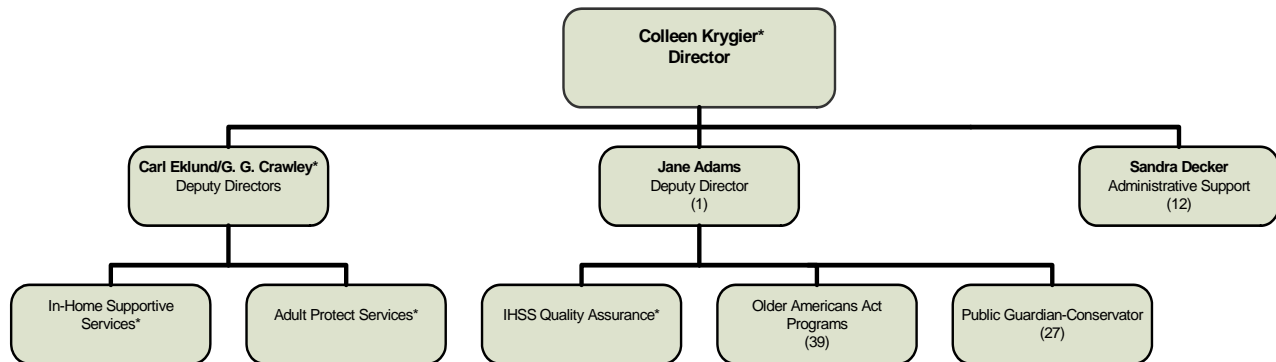 Colleen Krygier*
Director
Carl Eklund/G. G. Crawley*
Deputy Directors
Jane Adams
Deputy Director
(1)
Sandra Decker
Administrative Support
(12)
In-Home Supportive
Services*
Adult Protect Services*
IHSS Quality Assurance*
Older Americans Act
Programs
(39)
Public Guardian-Conservator
(27)